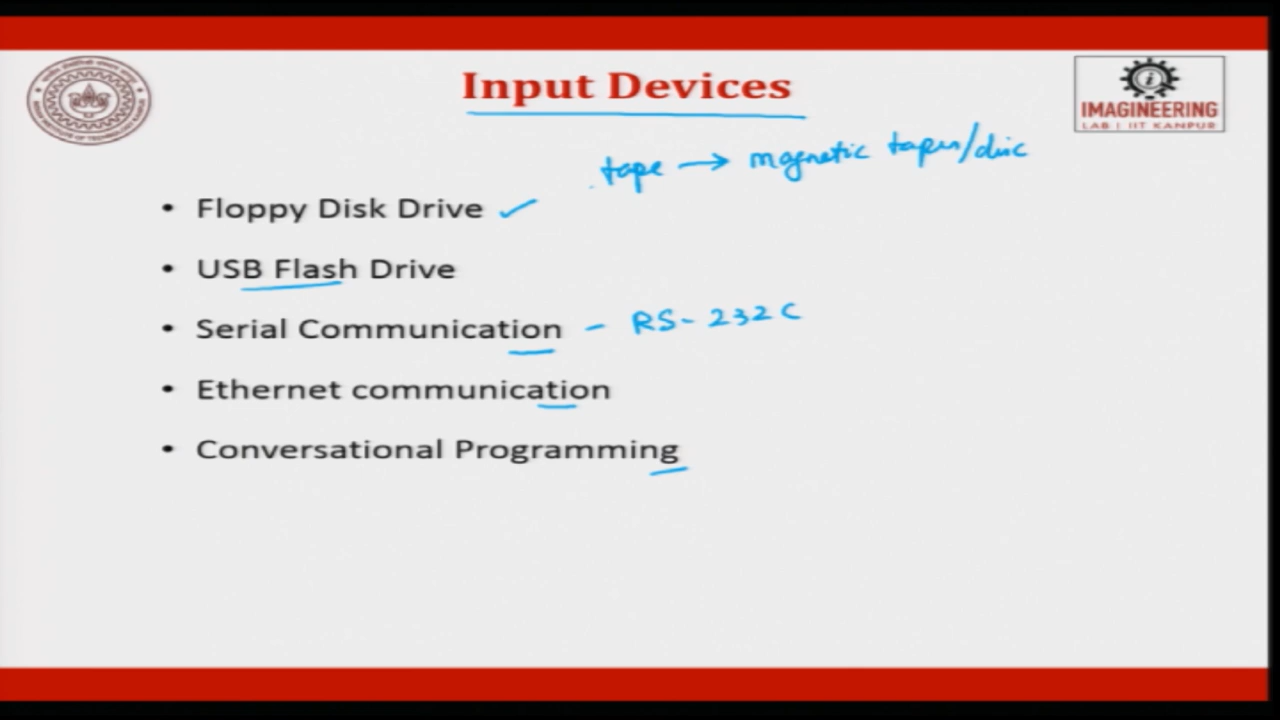 Input Devices
IMAGINEERING
LAB | IIT KANPUR
tape → magnetic tapes/disc
• Floppy Disk Drive ✓
• USB Flash Drive
• Serial Communication - RS-232C
• Ethernet communication
• Conversational Programming